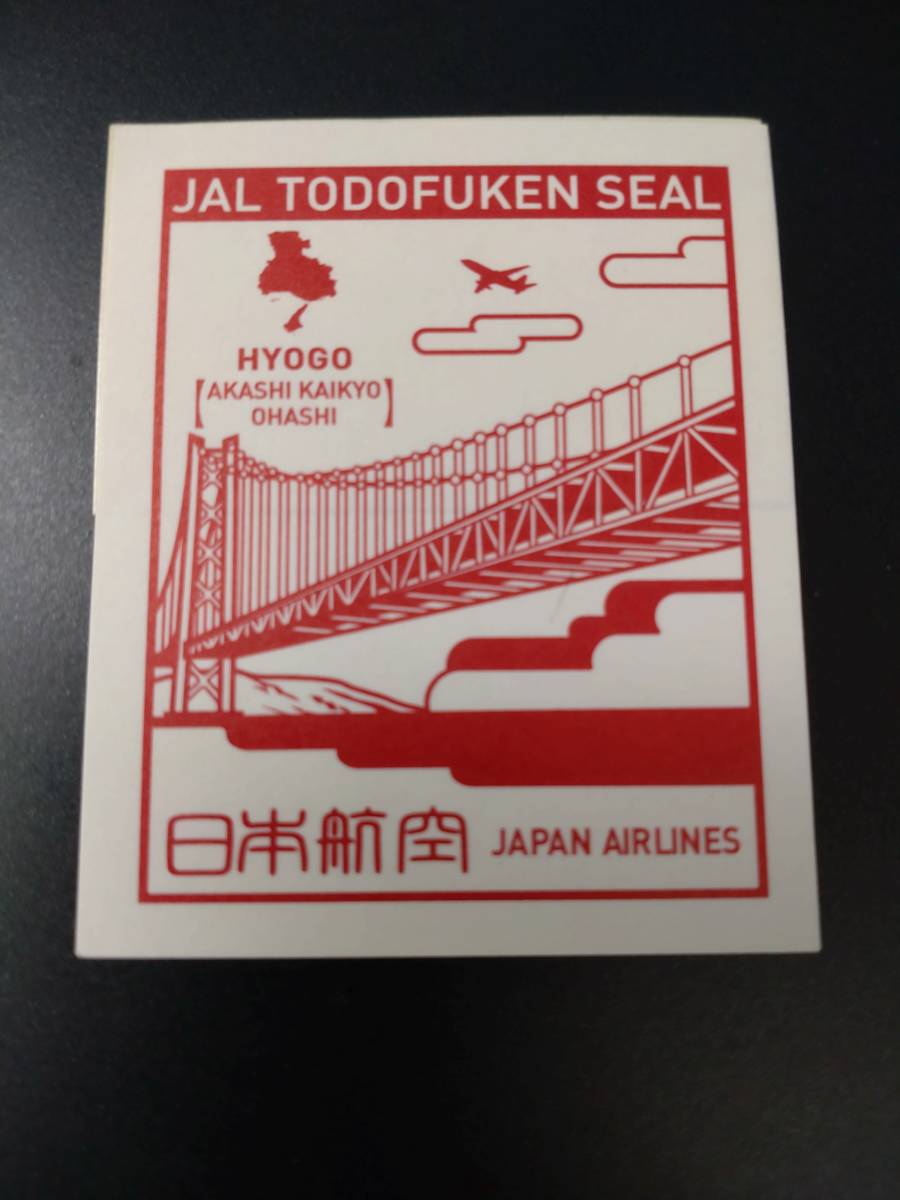 JAL TODOFUKEN SEAL
HYOGO
【AKASHI KAIKYO
OHASHI】
日本航空 JAPAN AIRLINES